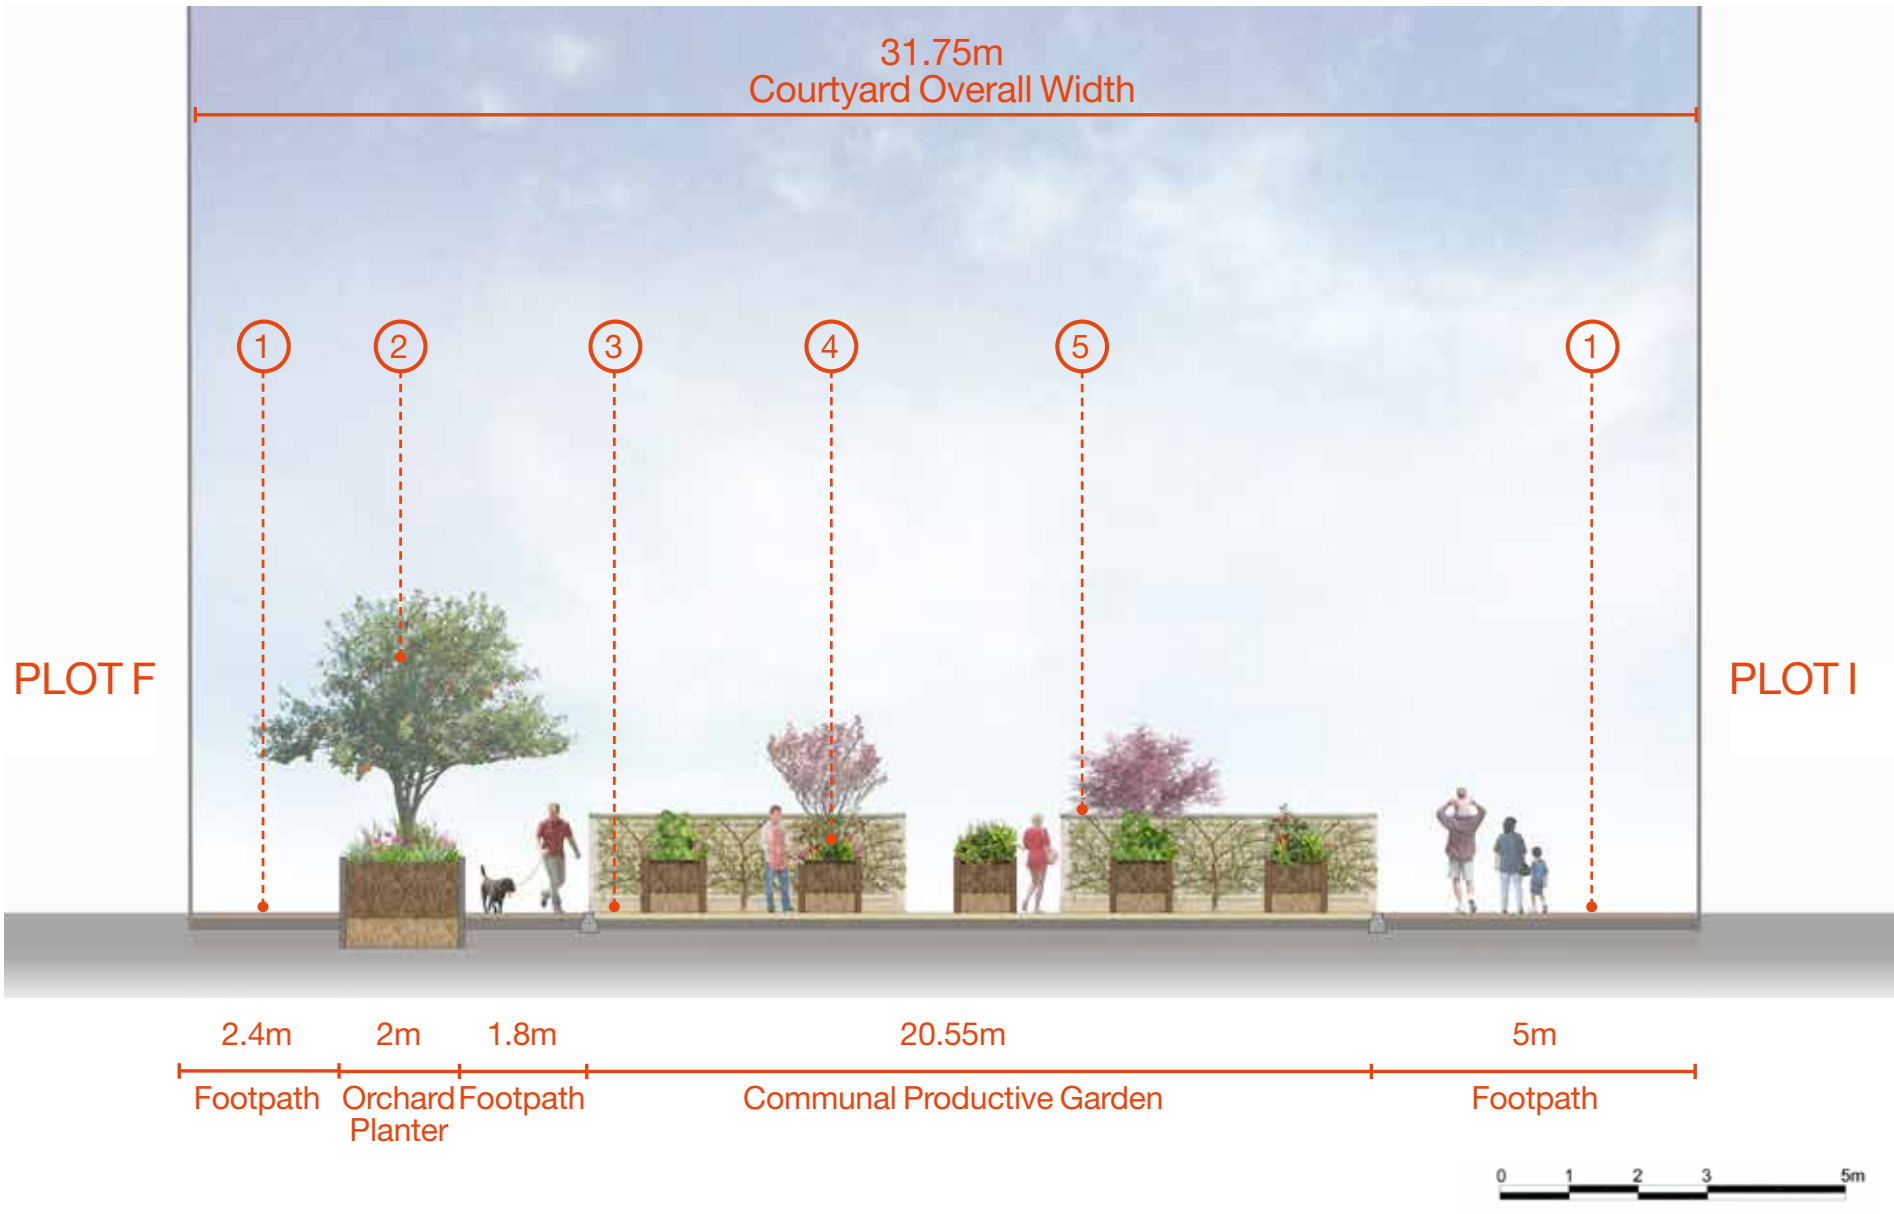 31.75m
Courtyard Overall Width
1 2 3 4 5 1
PLOT F
PLOT I
2.4m 2m 1.8m 20.55m 5m
Footpath Orchard Footpath Communal Productive Garden Footpath
Planter
0 1 2 3 5m